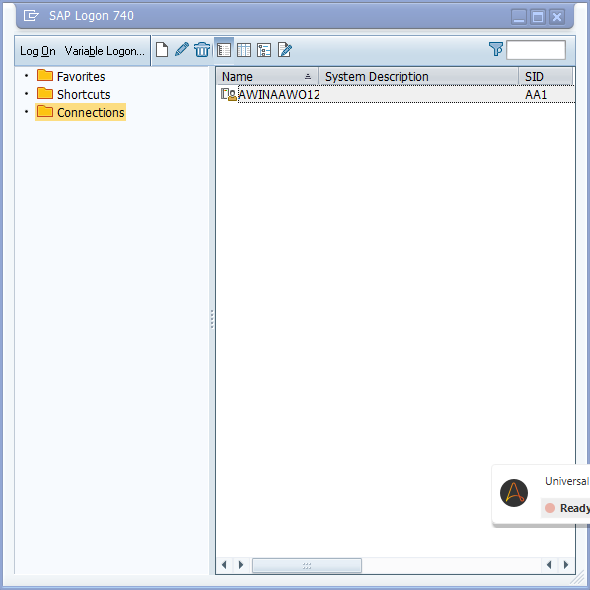 SAP Logon 740
Log On Variable Logon...
Favorites
Shortcuts
Connections
Name System Description SID
AWINAAWO12 AA1
Universal
Ready